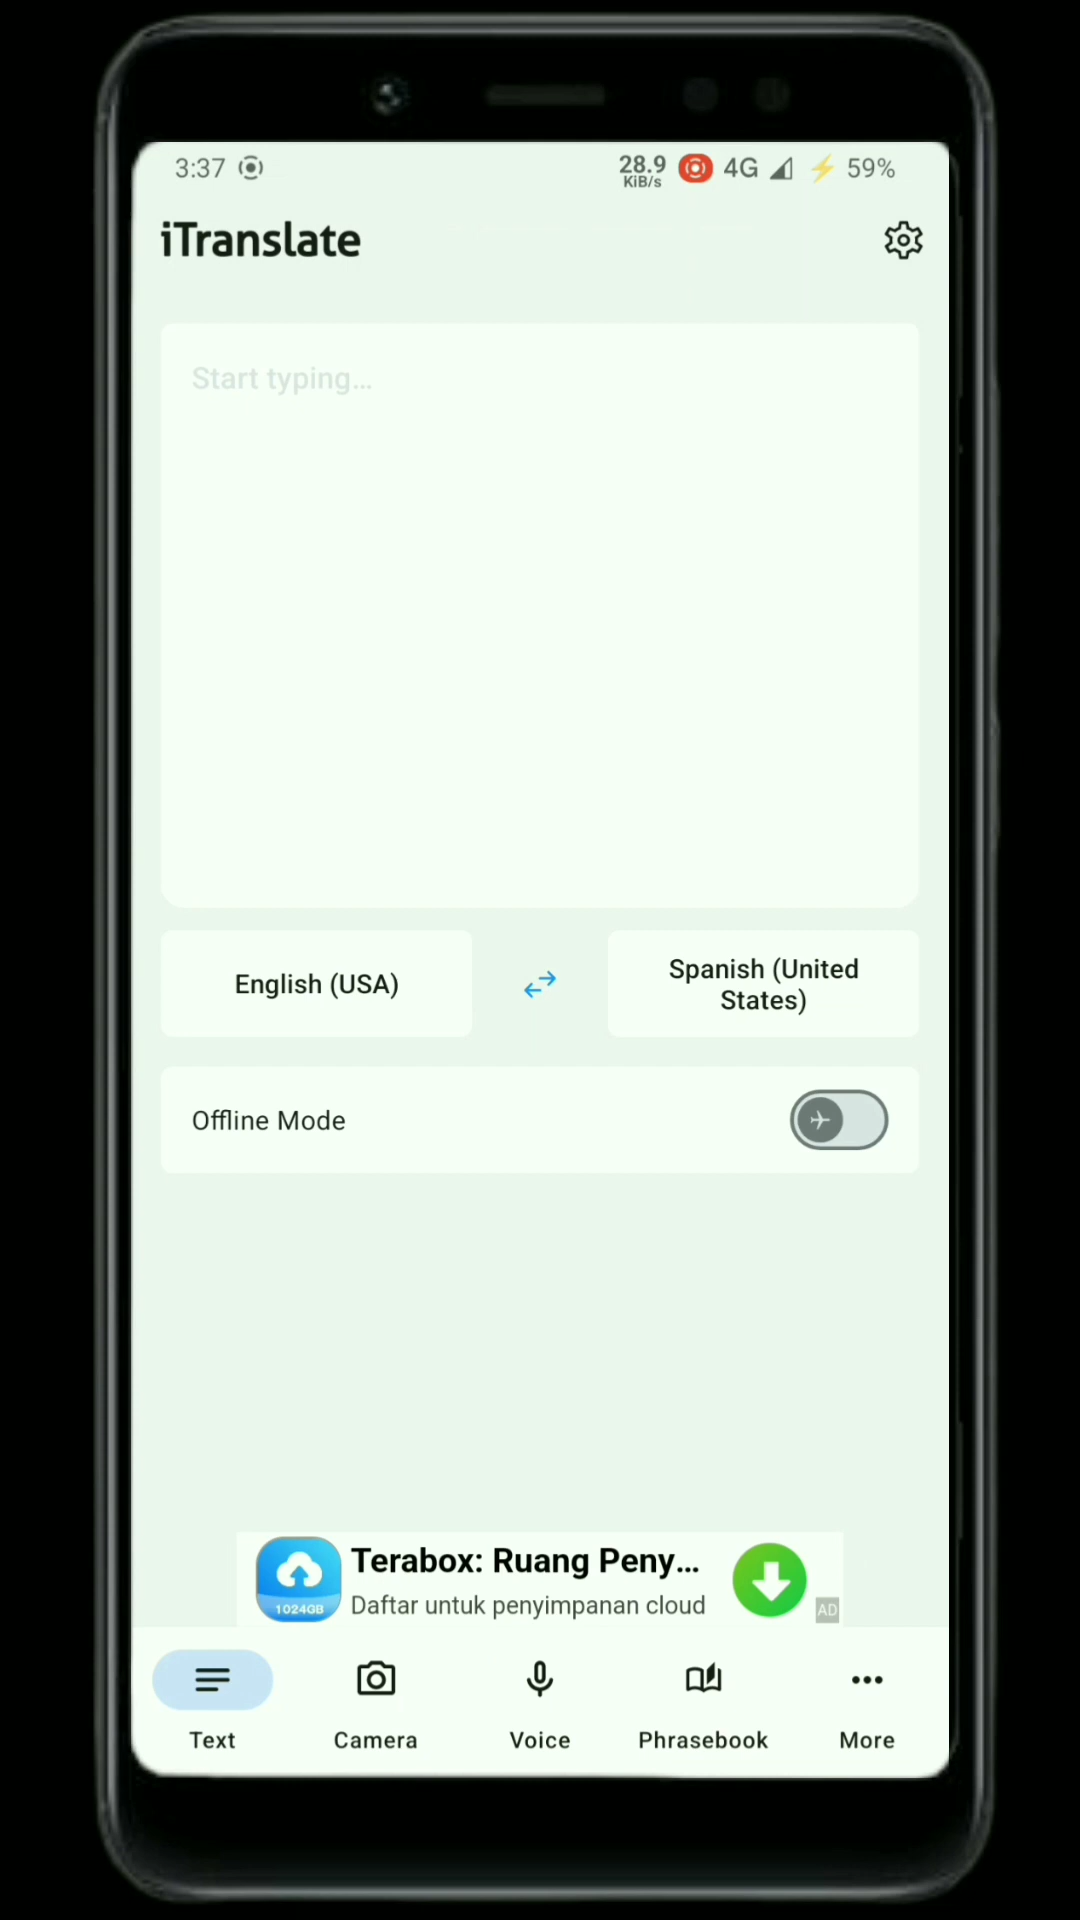 3:37
28.9
KiB/s
4G
59%
iTranslate
Start typing...
English (USA)
Spanish (United
States)
Offline Mode
Terabox: Ruang Peny...
Daftar untuk penyimpanan cloud
1024GB
AD
Text
Camera
Voice
Phrasebook
More